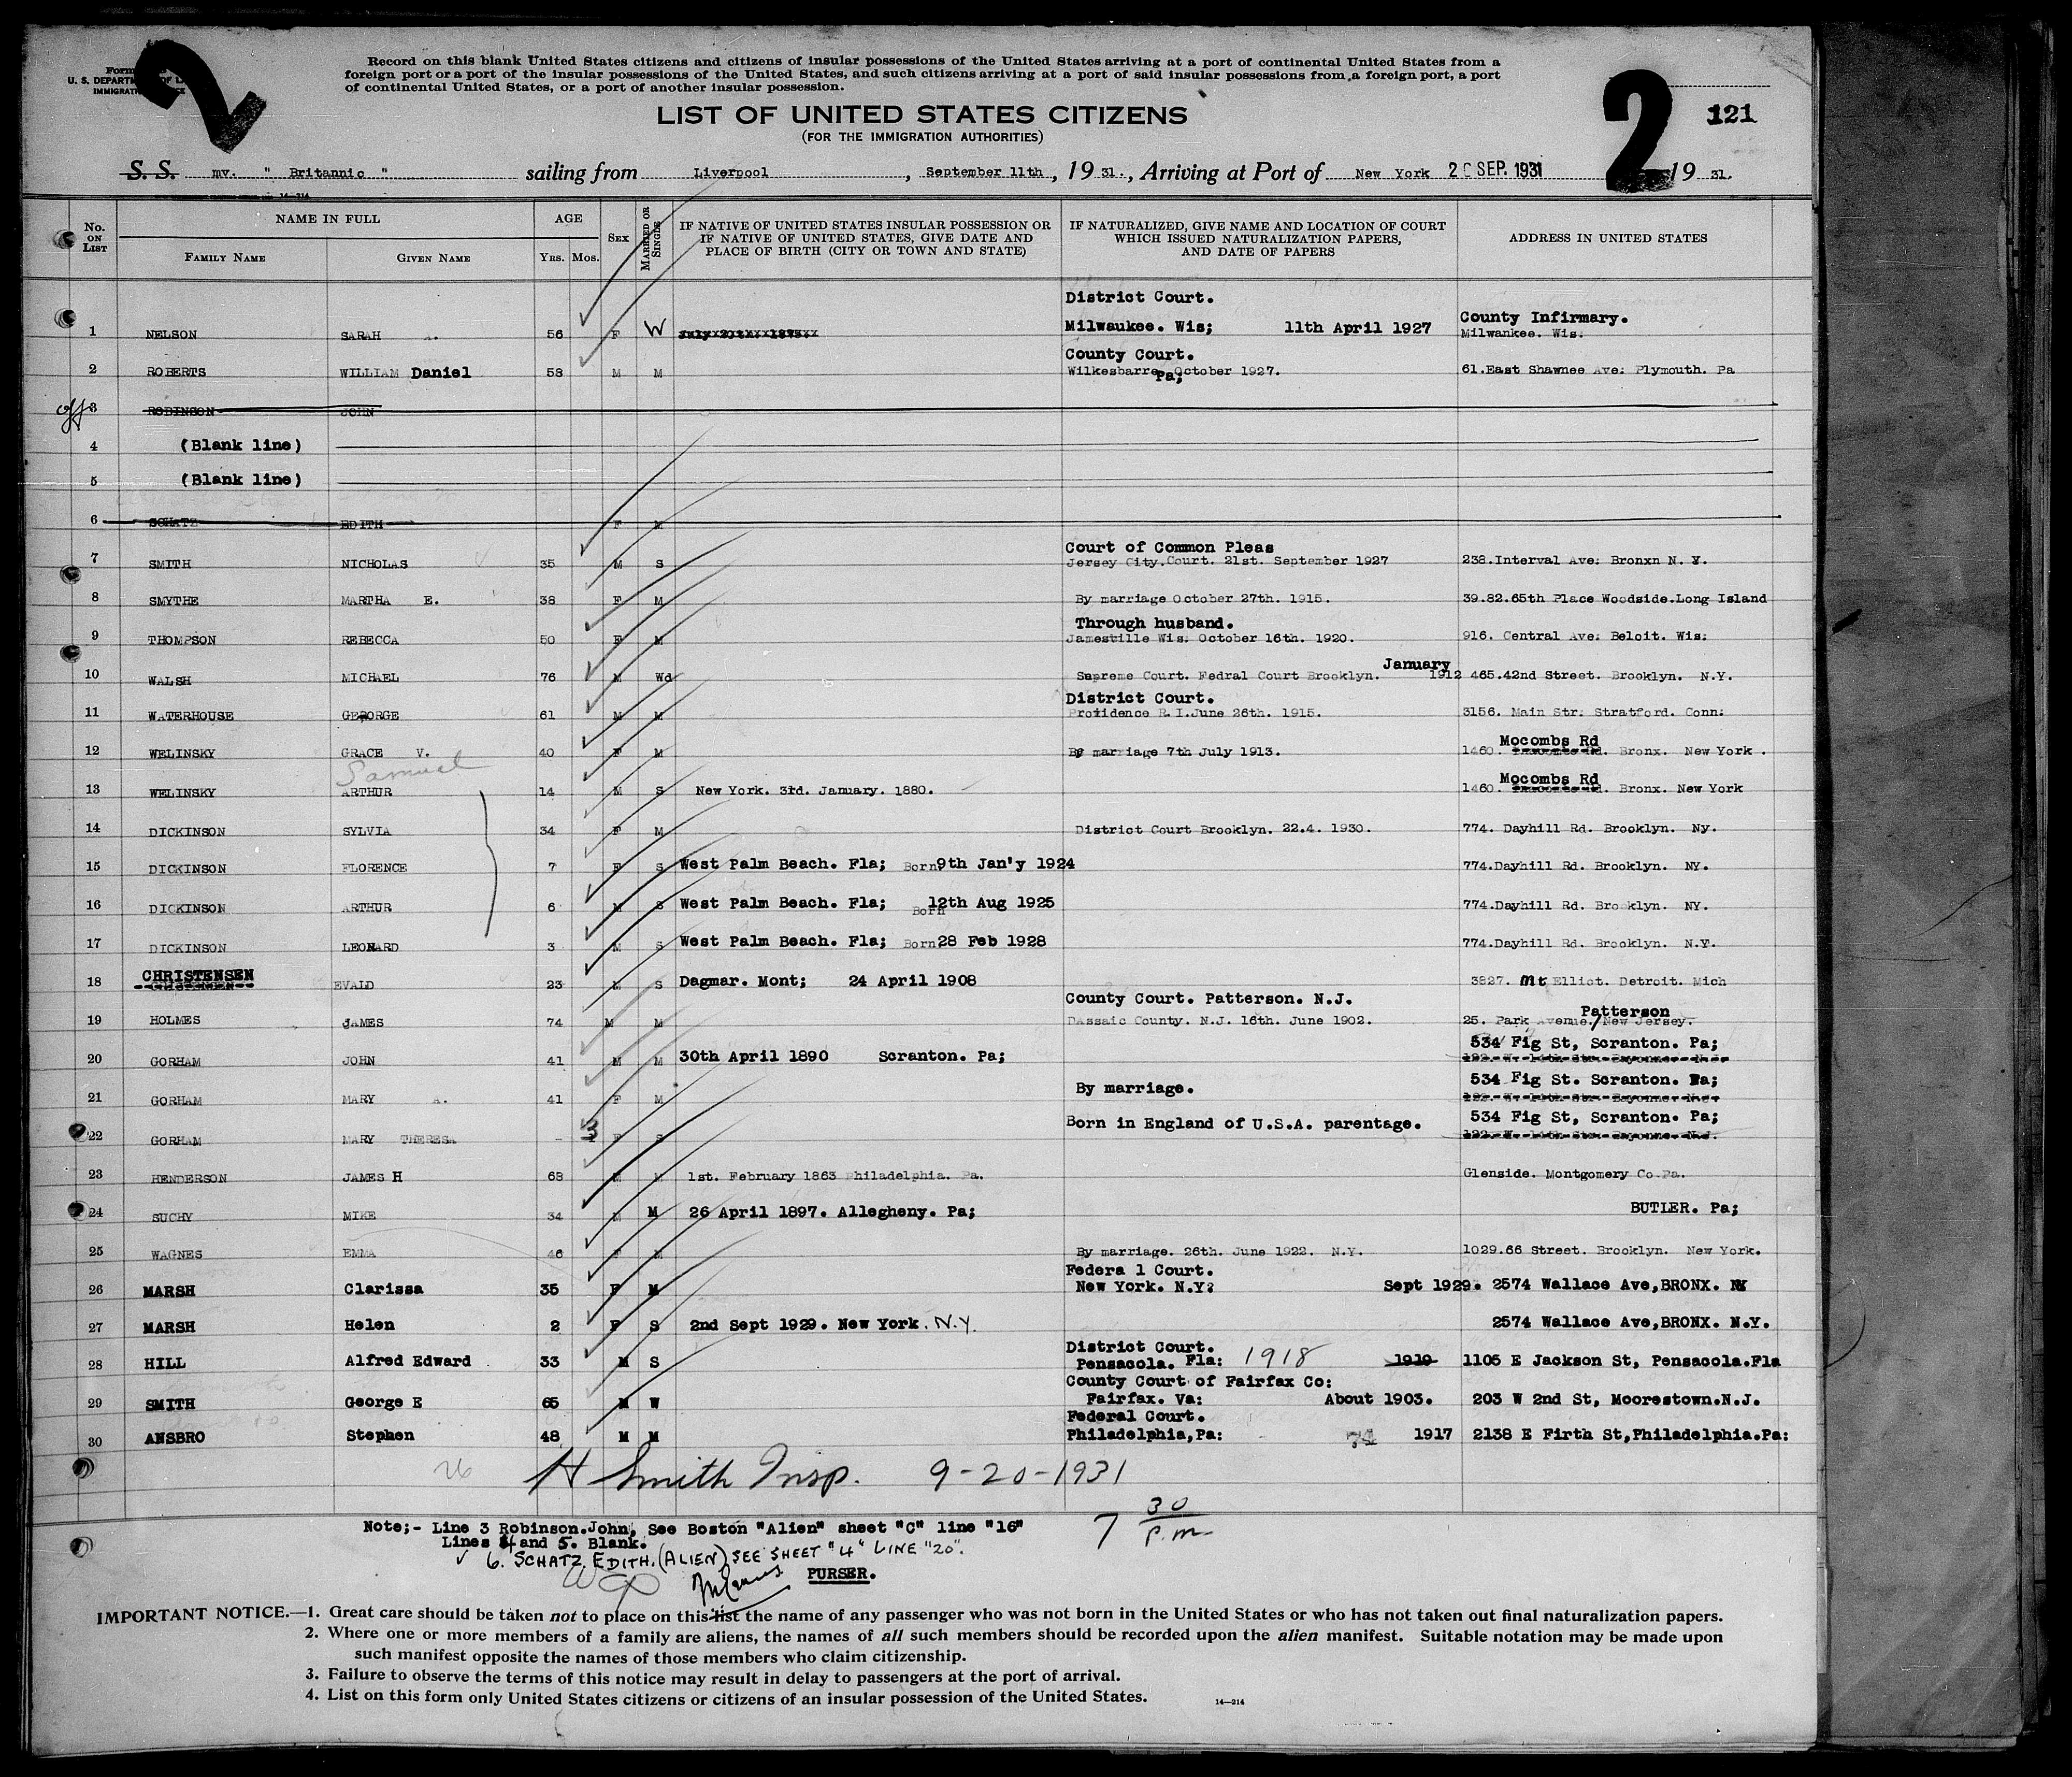 2
Form
U. S. DEPARTMENT OF L
IMMIGRATION
Record on this blank United States citizens and citizens of insular possessions of the United States arriving at a port of continental United States from a
foreign port or a port of the insular possessions of the United States, and such citizens arriving at a port of said insular possessions from a foreign port, a port
of continental United States, or a port of another insular possession.
2 121
LIST OF UNITED STATES CITIZENS
(FOR THE IMMIGRATION AUTHORITIES)
S. S. mv. " Britannic " sailing from Liverpool, September 11th, 19 31., Arriving at Port of New York 20 SEP. 1931 19 31.
No. ON LIST NAME IN FULL FAMILY NAME GIVEN NAME AGE YRS. MOS. SEX MARRIED OR SINGLE IF NATIVE OF UNITED STATES INSULAR POSSESSION OR IF NATIVE OF UNITED STATES, GIVE DATE AND PLACE OF BIRTH (CITY OR TOWN AND STATE) IF NATURALIZED, GIVE NAME AND LOCATION OF COURT WHICH ISSUED NATURALIZATION PAPERS, AND DATE OF PAPERS ADDRESS IN UNITED STATES
District Court. County Infirmary.
1 NELSON SARAH A. 56 F W Milwaukee. Wis; 11th April 1927 Milwankee. Wis.
County Court.
2 ROBERTS WILLIAM Daniel 58 M M Wilkesbarre Pa; October 1927. 61.East Shawnee Ave: Plymouth. Pa
off 3 ROBINSON JOHN
4 (Blank line)
5 (Blank line)
6 SCHATZ EDITH F M
Court of Common Pleas
7 SMITH NICHOLAS 35 M S Jersey City.Court. 21st. September 1927 238.Interval Ave: Bronxn N. Y.
8 SMYTHE MARTHA E. 38 F M By marriage October 27th. 1915. 39.82.65th Place Woodside.Long Island
Through husband.
9 THOMPSON REBECCA 50 F M Jamestille Wis. October 16th. 1920. 916. Central Ave: Beloit. Wis:
January
10 WALSH MICHAEL 76 M Wd Sapreme Court. Fedral Court Brooklyn. 1912 465.42nd Street. Brooklyn. N.Y.
District Court.
11 WATERHOUSE GERORGE 61 M M Protidence R.I.June 26th. 1915. 3156. Main Str: Stratford. Conn:
Mocombs Rd
12 WELINSKY GRACE V. 40 F M By marriage 7th July 1913. 1460. Bronx. New York .
Samuel Mocombs Rd
13 WELINSKY ARTHUR 14 M S New York. 3rd. January. 1880. 1460. Bronx. New York
14 DICKINSON SYLVIA 34 F M District Court Brooklyn. 22.4. 1930. 774. Dayhill Rd. Brooklyn. Ny.
15 DICKINSON FLORENCE 7 F S West Palm Beach. Fla; Born 9th Jan'y 1924 774.Dayhill Rd. Brooklyn. NY.
16 DICKINSON ARTHUR 6 M S West Palm Beach. Fla; Born 12th Aug 1925 774.Dayhill Rd. Brooklyn. NY.
17 DICKINSON LEONARD 3 M S West Palm Beach. Fla; Born 28 Feb 1928 774.Dayhill Rd. Brooklyn. N.Y.
CHRISTENSEN
18 EVALD 23 S Dagmar. Mont; 24 April 1908 3827. Mt Elliot. Detroit. Mich
County Court. Patterson. N.J. Patterson
19 HOLMES JAMES 74 M M Dassaic County. N.J. 16th. June 1902. 25. Park Avenue./New Jersey.
534 Fig St, Scranton. Pa;
20 GORHAM JOHN 41 M M 30th April 1890 Scranton. Pa;
534 Fig St. Scranton. Pa;
21 GORHAM MARY A. 41 F M By marriage.
534 Fig St, Scranton. Pa;
22 GORHAM MARY THERESA - 3 F S Born in England of U.S.A. parentage.
23 HENDERSON JAMES H 68 M M 1st. February 1863 Philadelphia. Pa. Glenside. Montgomery Co.Pa.
24 SUCHY MIKE 34 M M 26 April 1897. Allegheny. Pa; BUTLER. Pa;
25 WAGNES EMMA 46 F M By marriage. 26th. June 1922. N.Y. 1029.66 Street. Brooklyn. New York.
Federa l Court.
26 MARSH Clarissa 35 F M New York. N.Y: Sept 1929. 2574 Wallace Ave,BRONX. NY
27 MARSH Helen 2 F S 2nd Sept 1929. New York. N.Y. 2574 Wallace Ave,BRONX. N.Y.
District Court.
28 HILL Alfred Edward 33 M S Pensacola. Fla: 1918 1919 1105 E Jackson St, Pensacola.Fla
County Court of Fairfax Co:
29 SMITH George E 65 M W Fairfax. Va: About 1903. 203 W 2nd St, Moorestown.N.J.
Federal Court.
30 ANSBRO Stephen 48 M M Philadelphia,Pa: 1917 2138 E Firth St,Philadelphia.Pa:
26 H Smith Insp. 9-20-1931
7 30 P.m.
Note;- Line 3 Robinson.John, See Boston "Alien" sheet "C" line "16"
Lines 4 and 5. Blank.
✓ 6. SCHATZ, EDITH. (ALIEN) SEE SHEET "4" LINE "20".
PURSER.
IMPORTANT NOTICE.—1. Great care should be taken not to place on this list the name of any passenger who was not born in the United States or who has not taken out final naturalization papers.
2. Where one or more members of a family are aliens, the names of all such members should be recorded upon the alien manifest. Suitable notation may be made upon
such manifest opposite the names of those members who claim citizenship.
3. Failure to observe the terms of this notice may result in delay to passengers at the port of arrival.
4. List on this form only United States citizens or citizens of an insular possession of the United States. 14—214